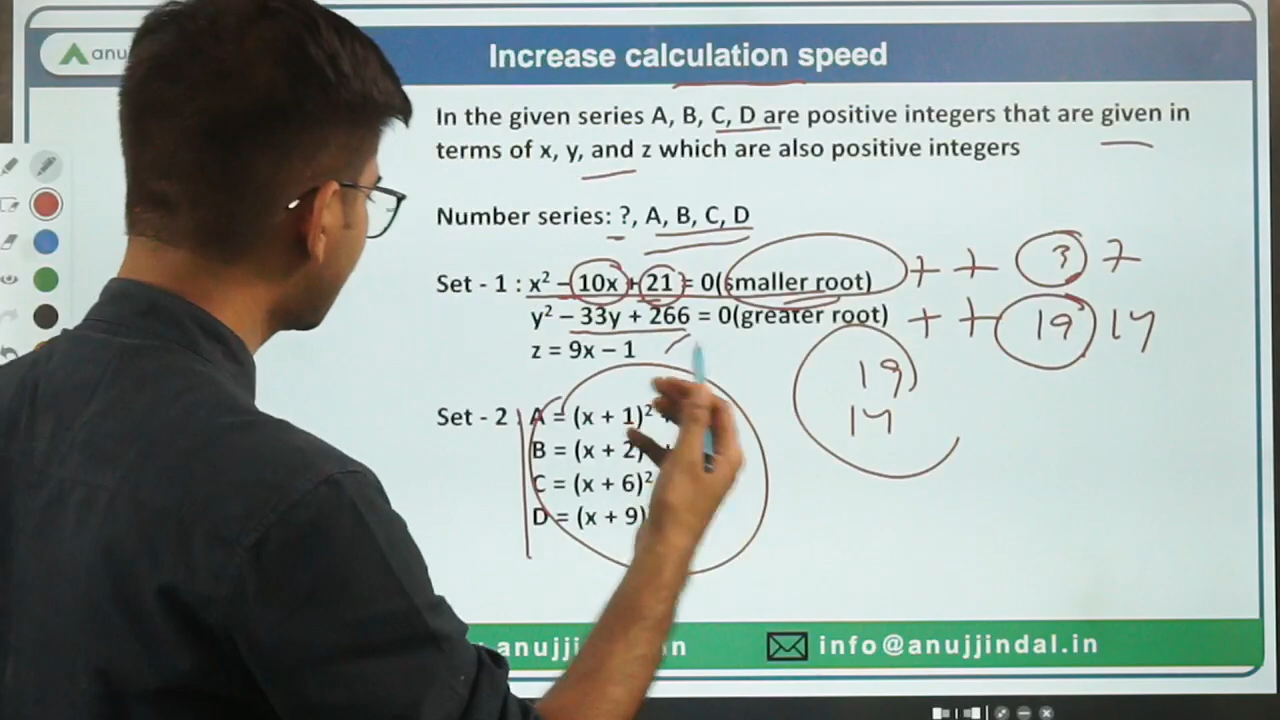 anuj
Increase calculation speed
In the given series A, B, C, D are positive integers that are given in
terms of x, y, and z which are also positive integers
Number series: ?, A, B, C, D
Set - 1 : x² – 10x + 21 = 0(smaller root) + + 3 7
y² – 33y + 266 = 0(greater root) + + 19 14
z = 9x – 1
19
14
Set - 2 : A = (x + 1)²
B = (x + 2)
C = (x + 6)²
D = (x + 9)
anujji n
info@anujjindal.in